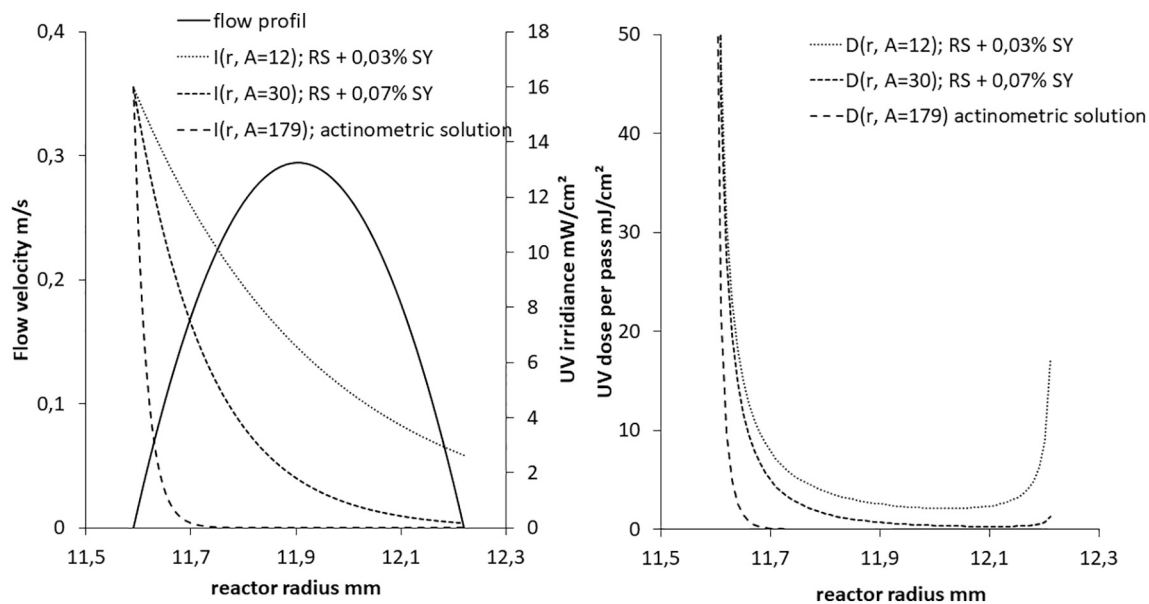 flow profil
I(r, A=12); RS + 0,03% SY
I(r, A=30); RS + 0,07% SY
I(r, A=179); actinometric solution
0,4
0,3
0,2
0,1
0
Flow velocity m/s
18
16
14
12
10
8
6
4
2
0
UV irridiance mW/cm²
11,5
11,7
11,9
12,1
12,3
reactor radius mm
D(r, A=12); RS + 0,03% SY
D(r, A=30); RS + 0,07% SY
D(r, A=179) actinometric solution
50
40
30
20
10
0
UV dose per pass mJ/cm²
11,5
11,7
11,9
12,1
12,3
reactor radius mm